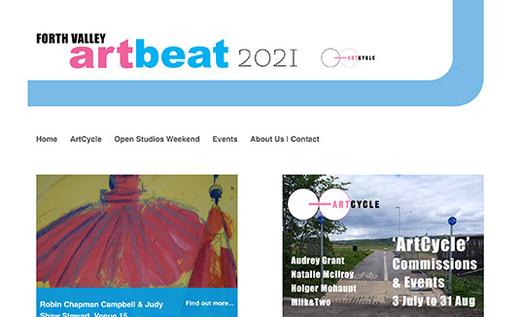 FORTH VALLEY
artbeat 2021
ARTCYCLE
Home ArtCycle Open Studios Weekend Events About Us | Contact
Robin Chapman Campbell & Judy
Shaw Stewart, Venue 15
Find out more...
ARTCYCLE
Audrey Grant
Natalie McIlroy
Holger Mohaupt
Milk&Two
'ArtCycle'
Commissions
& Events
3 July to 31 Aug